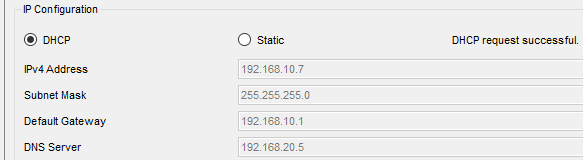 IP Configuration
DHCP Static DHCP request successful.
IPv4 Address 192.168.10.7
Subnet Mask 255.255.255.0
Default Gateway 192.168.10.1
DNS Server 192.168.20.5